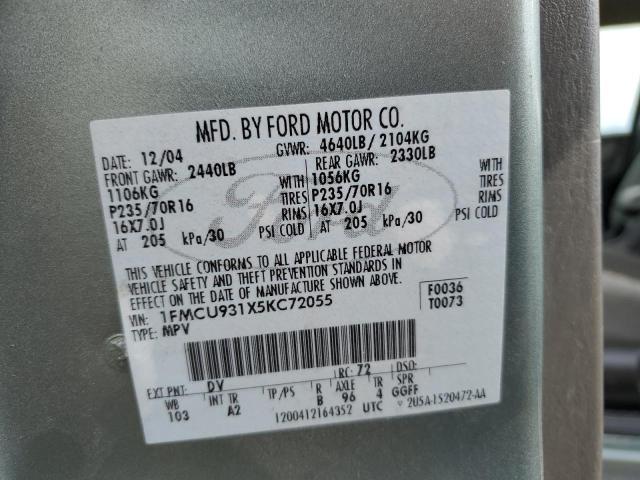 MFD. BY FORD MOTOR CO.
DATE: 12/04 GVWR: 4640LB/ 2104KG
FRONT GAWR: 2440LB REAR GAWR: 2330LB
1106KG WITH 1056KG WITH
P235/70R16 TIRES P235/70R16 TIRES
16X7.0J RIMS 16X7.0J RIMS
AT 205 kPa/30 PSI COLD AT 205 kPa/30 PSI COLD
Ford
THIS VEHICLE CONFORMS TO ALL APPLICABLE FEDERAL MOTOR
VEHICLE SAFETY AND THEFT PREVENTION STANDARDS IN
EFFECT ON THE DATE OF MANUFACTURE SHOWN ABOVE.
VIN: 1FMCU931X5KC72055 F0036
TYPE: MPV T0073
EXT PNT: DV RC: 72 DSO:
WB INT TR TP/PS R AXLE TR SPR
103 A2 B 96 4 GGFF
1200412164352 UTC 2U5A-1520472-AA